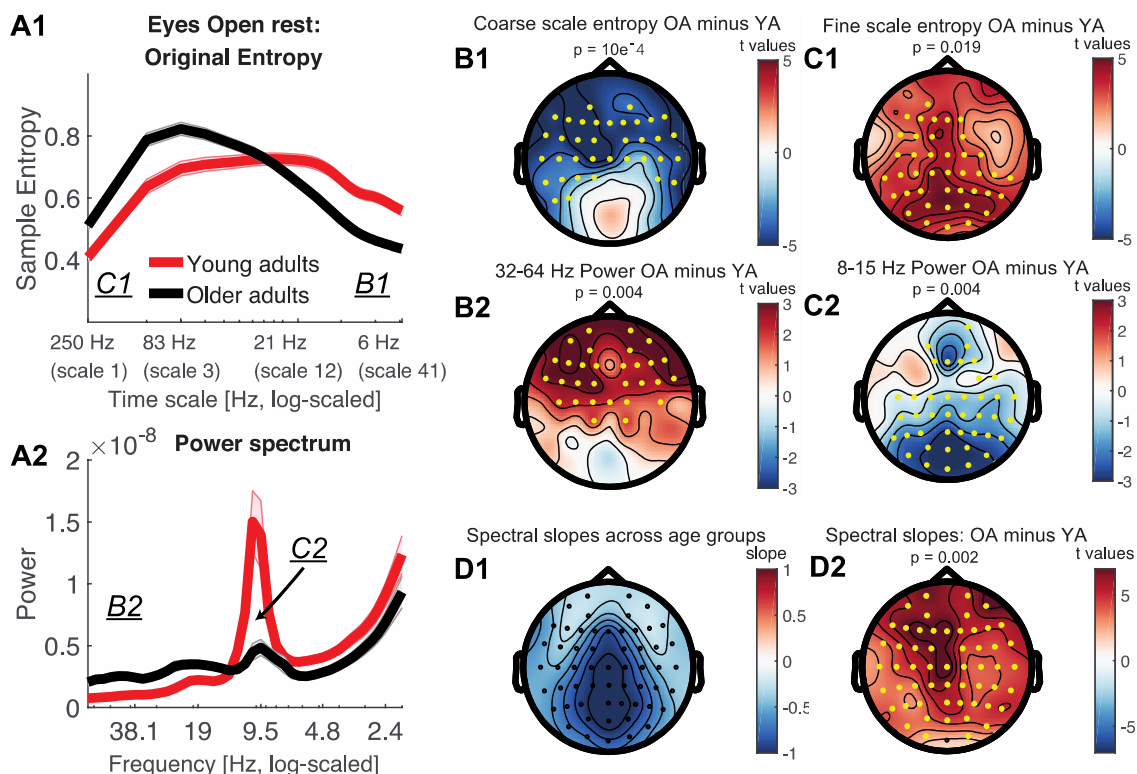 A1
Eyes Open rest:
Original Entropy
Sample Entropy
0.8
0.6
0.4
C1
Young adults
Older adults
B1
250 Hz 83 Hz 21 Hz 6 Hz
(scale 1) (scale 3) (scale 12) (scale 41)
Time scale [Hz, log-scaled]
A2
×10⁻⁸ Power spectrum
Power
2
1.5
1
0.5
0
C2
B2
38.1 19 9.5 4.8 2.4
Frequency [Hz, log-scaled]
Coarse scale entropy OA minus YA
p = 10e⁻4
t values
B1
5
0
-5
Fine scale entropy OA minus YA
p = 0.019
t values
C1
5
0
-5
32-64 Hz Power OA minus YA
p = 0.004
t values
B2
3
2
1
0
-1
-2
-3
8-15 Hz Power OA minus YA
p = 0.004
t values
C2
3
2
1
0
-1
-2
-3
Spectral slopes across age groups
slope
D1
1
0.5
0
-0.5
-1
Spectral slopes: OA minus YA
p = 0.002
t values
D2
5
0
-5